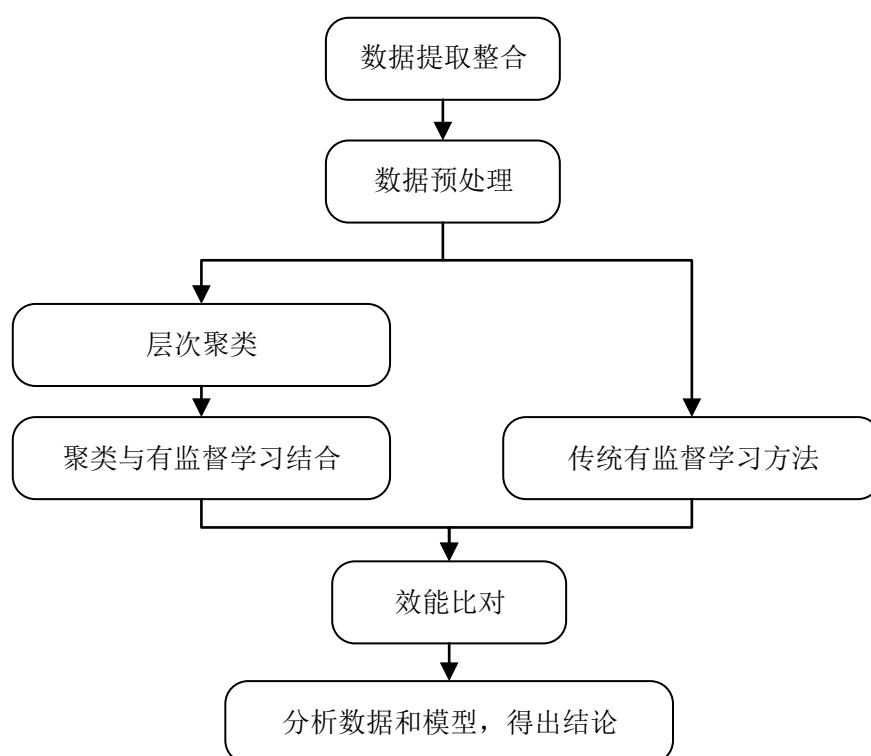 数据提取整合
数据预处理
层次聚类
聚类与有监督学习结合
传统有监督学习方法
效能比对
分析数据和模型，得出结论